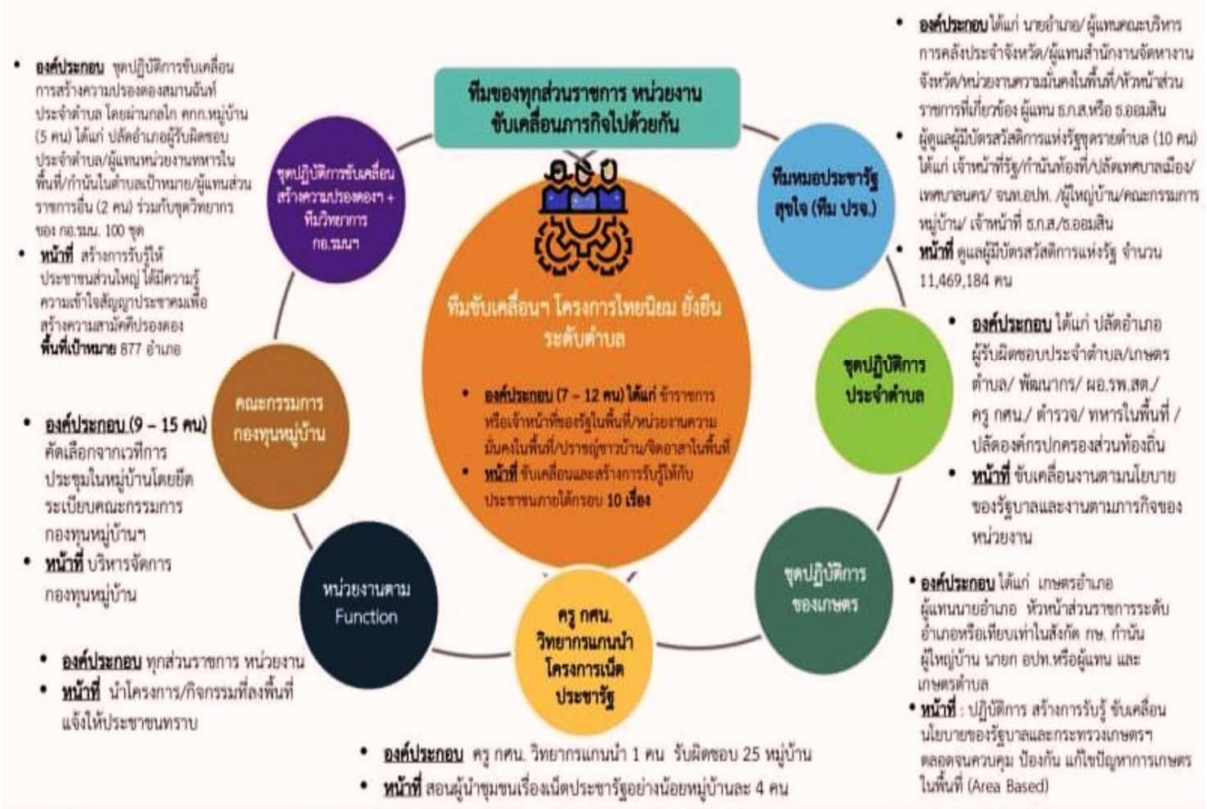 ทีมของทุกส่วนราชการ หน่วยงาน
ขับเคลื่อนภารกิจไปด้วยกัน
• องค์ประกอบ ชุดปฏิบัติการขับเคลื่อน
การสร้างความปรองดองสมานฉันท์
ประจำตำบล โดยผ่านกลไก คกก.หมู่บ้าน
(5 คน) ได้แก่ ปลัดอำเภอผู้รับผิดชอบ
ประจำตำบล/ผู้แทนหน่วยงานทหารใน
พื้นที่/กำนันในตำบลเป้าหมาย/ผู้แทนส่วน
ราชการอื่น (2 คน) ร่วมกับชุดวิทยากร
ของ กอ.รมน. 100 ชุด
• หน้าที่ สร้างการรับรู้ให้
ประชาชนส่วนใหญ่ ได้มีความรู้
ความเข้าใจสัญญาประชาคมเพื่อ
สร้างความสามัคคีปรองดอง
พื้นที่เป้าหมาย 877 อำเภอ
ชุดปฏิบัติการขับเคลื่อน
สร้างความปรองดองฯ +
ทีมวิทยาการ
กอ.รมนฯ
ทีมหมอประชารัฐ
สุขใจ (ทีม ปรจ.)
• องค์ประกอบ ได้แก่ นายอำเภอ/ ผู้แทนคณะบริหาร
การคลังประจำจังหวัด/ผู้แทนสำนักงานจัดหางาน
จังหวัด/หน่วยงานความมั่นคงในพื้นที่/หัวหน้าส่วน
ราชการที่เกี่ยวข้อง ผู้แทน ธ.ก.ส.หรือ ธ.ออมสิน
• ผู้ดูแลผู้มีบัตรสวัสดิการแห่งรัฐชุดรายตำบล (10 คน)
ได้แก่ เจ้าหน้าที่รัฐ/กำนันท้องที่/ปลัดเทศบาลเมือง/
เทศบาลนคร/ จนท.อปท. /ผู้ใหญ่บ้าน/คณะกรรมการ
หมู่บ้าน/ เจ้าหน้าที่ ธ.ก.ส/ธ.ออมสิน
• หน้าที่ ดูแลผู้มีบัตรสวัสดิการแห่งรัฐ จำนวน
11,469,184 คน
ทีมขับเคลื่อนฯ โครงการไทยนิยม ยั่งยืน
ระดับตำบล
• องค์ประกอบ (7 – 12 คน) ได้แก่ ข้าราชการ
หรือเจ้าหน้าที่ของรัฐในพื้นที่/หน่วยงานความ
มั่นคงในพื้นที่/ปราชญ์ชาวบ้าน/จิตอาสาในพื้นที่
• หน้าที่ ขับเคลื่อนและสร้างการรับรู้ให้กับ
ประชาชนภายใต้กรอบ 10 เรื่อง
ชุดปฏิบัติการ
ประจำตำบล
• องค์ประกอบ ได้แก่ ปลัดอำเภอ
ผู้รับผิดชอบประจำตำบล/เกษตร
ตำบล/ พัฒนากร/ ผอ.รพ.สต./
ครู กศน./ ตำรวจ/ ทหารในพื้นที่ /
ปลัดองค์กรปกครองส่วนท้องถิ่น
• หน้าที่ ขับเคลื่อนงานตามนโยบาย
ของรัฐบาลและงานตามภารกิจของ
หน่วยงาน
คณะกรรมการ
กองทุนหมู่บ้าน
• องค์ประกอบ (9 – 15 คน)
คัดเลือกจากเวทีการ
ประชุมในหมู่บ้านโดยยึด
ระเบียบคณะกรรมการ
กองทุนหมู่บ้านฯ
• หน้าที่ บริหารจัดการ
กองทุนหมู่บ้าน
หน่วยงานตาม
Function
• องค์ประกอบ ทุกส่วนราชการ หน่วยงาน
• หน้าที่ นำโครงการ/กิจกรรมที่ลงพื้นที่
แจ้งให้ประชาชนทราบ
ครู กศน.
วิทยากรแกนนำ
โครงการเน็ต
ประชารัฐ
• องค์ประกอบ ครู กศน. วิทยากรแกนนำ 1 คน รับผิดชอบ 25 หมู่บ้าน
• หน้าที่ สอนผู้นำชุมชนเรื่องเน็ตประชารัฐอย่างน้อยหมู่บ้านละ 4 คน
ชุดปฏิบัติการ
ของเกษตร
• องค์ประกอบ ได้แก่ เกษตรอำเภอ
ผู้แทนนายอำเภอ หัวหน้าส่วนราชการระดับ
อำเภอหรือเทียบเท่าในสังกัด กษ. กำนัน
ผู้ใหญ่บ้าน นายก อปท.หรือผู้แทน และ
เกษตรตำบล
• หน้าที่ : ปฏิบัติการ สร้างการรับรู้ ขับเคลื่อน
นโยบายของรัฐบาลและกระทรวงเกษตรฯ
ตลอดจนควบคุม ป้องกัน แก้ไขปัญหาการเกษตร
ในพื้นที่ (Area Based)